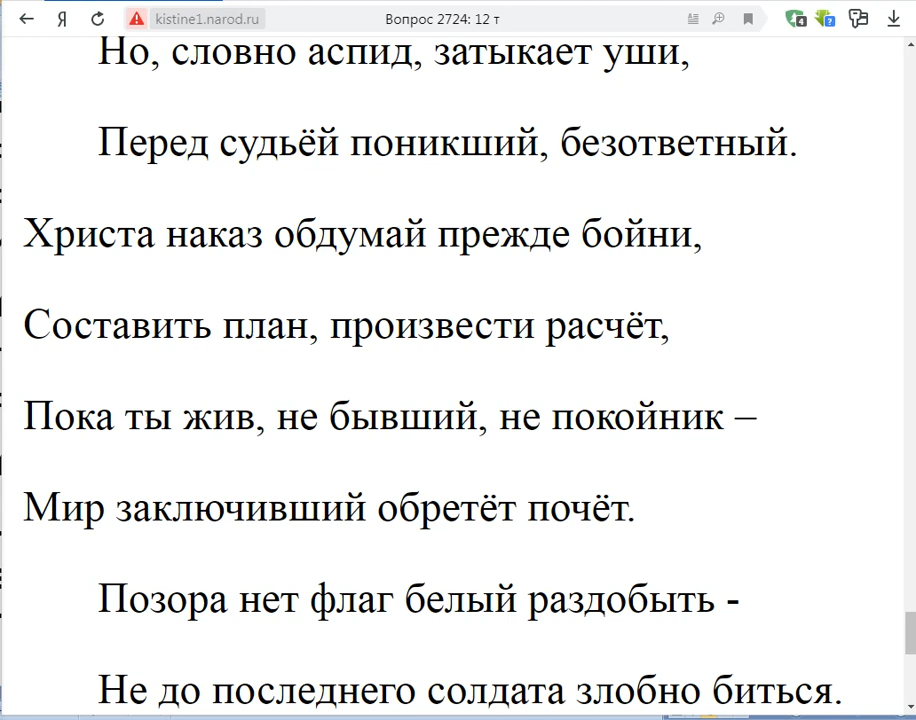 Я kistine1.narod.ru Вопрос 2724: 12 т 4 ?
Но, словно аспид, затыкает уши,
Перед судьёй поникший, безответный.
Христа наказ обдумай прежде бойни,
Составить план, произвести расчёт,
Пока ты жив, не бывший, не покойник –
Мир заключивший обретёт почёт.
Позора нет флаг белый раздобыть -
Не до последнего солдата злобно биться.